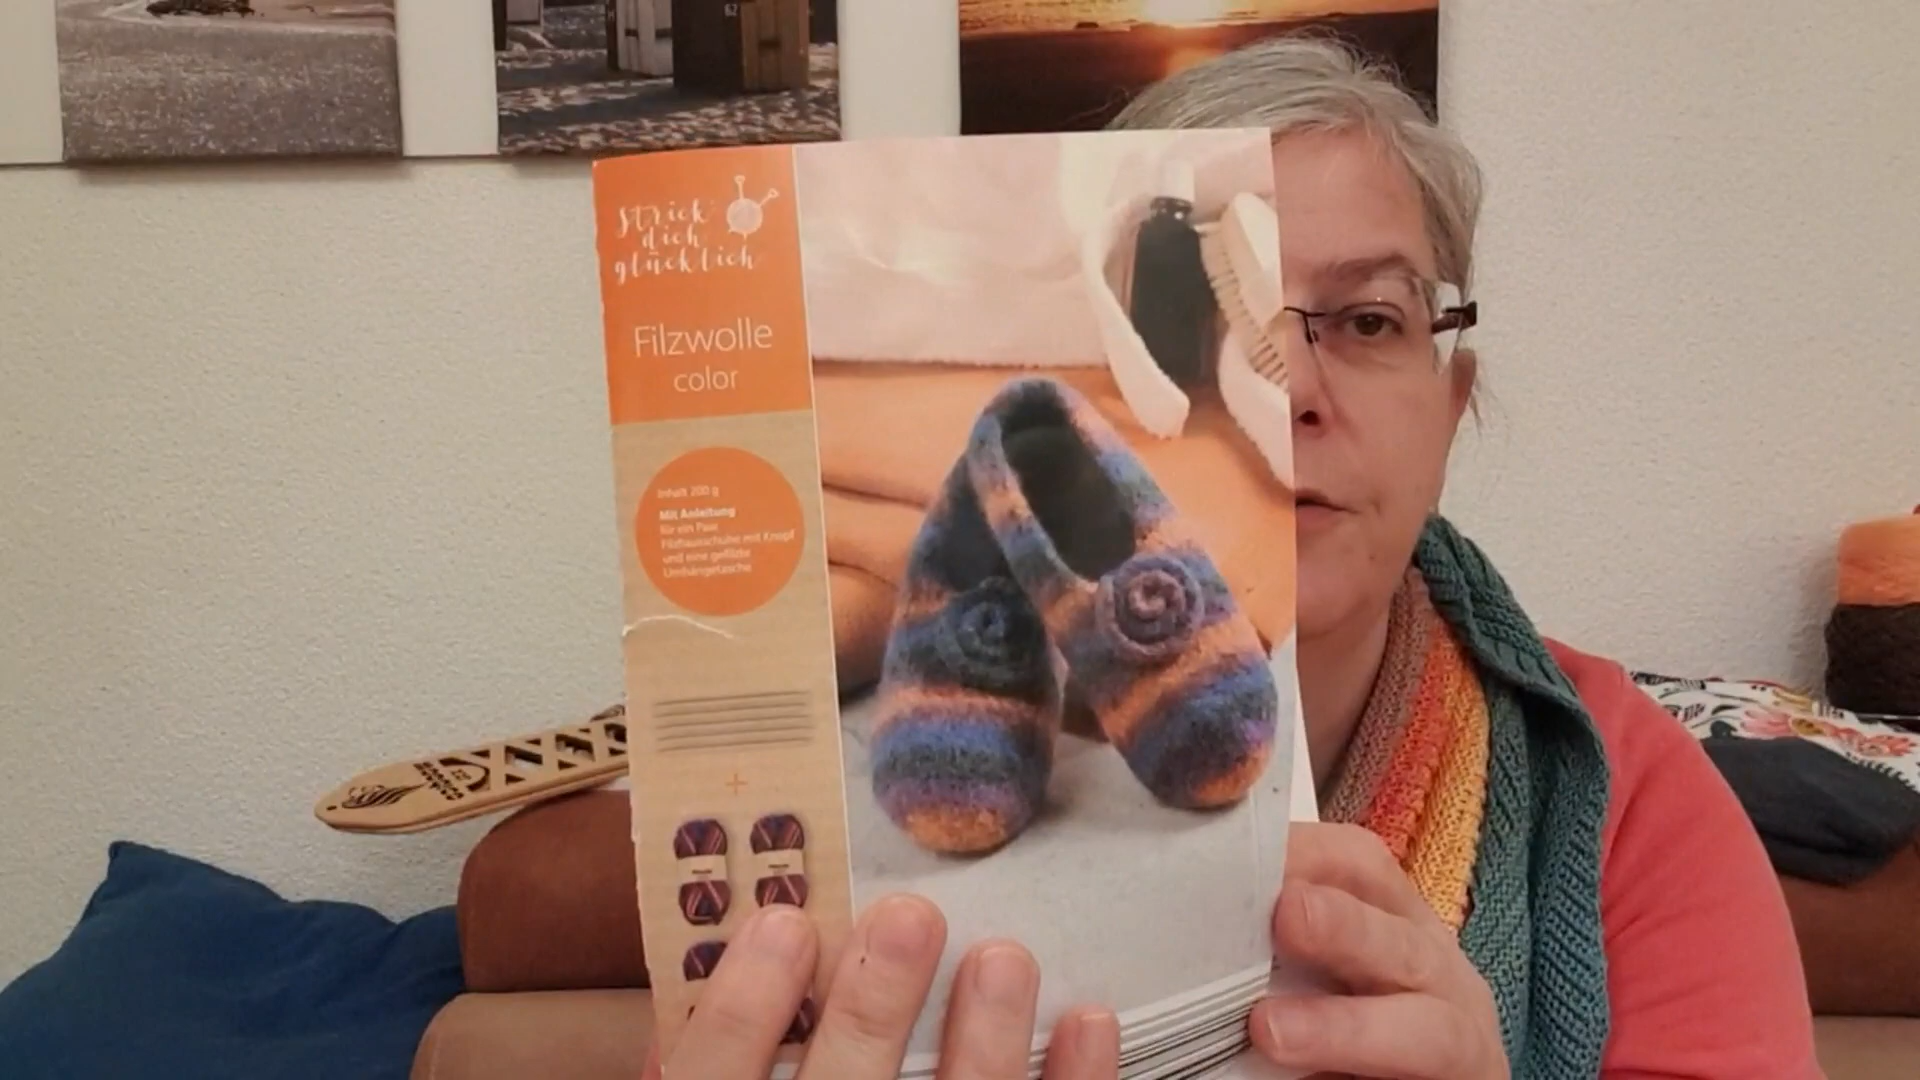 62
Strick
dich
glücklich
Filzwolle
color
Inhalt 200 g
Mit Anleitung
für ein Paar
Filzhausschuhe mit Knopf
und eine gefilzte
Umhängetasche
+